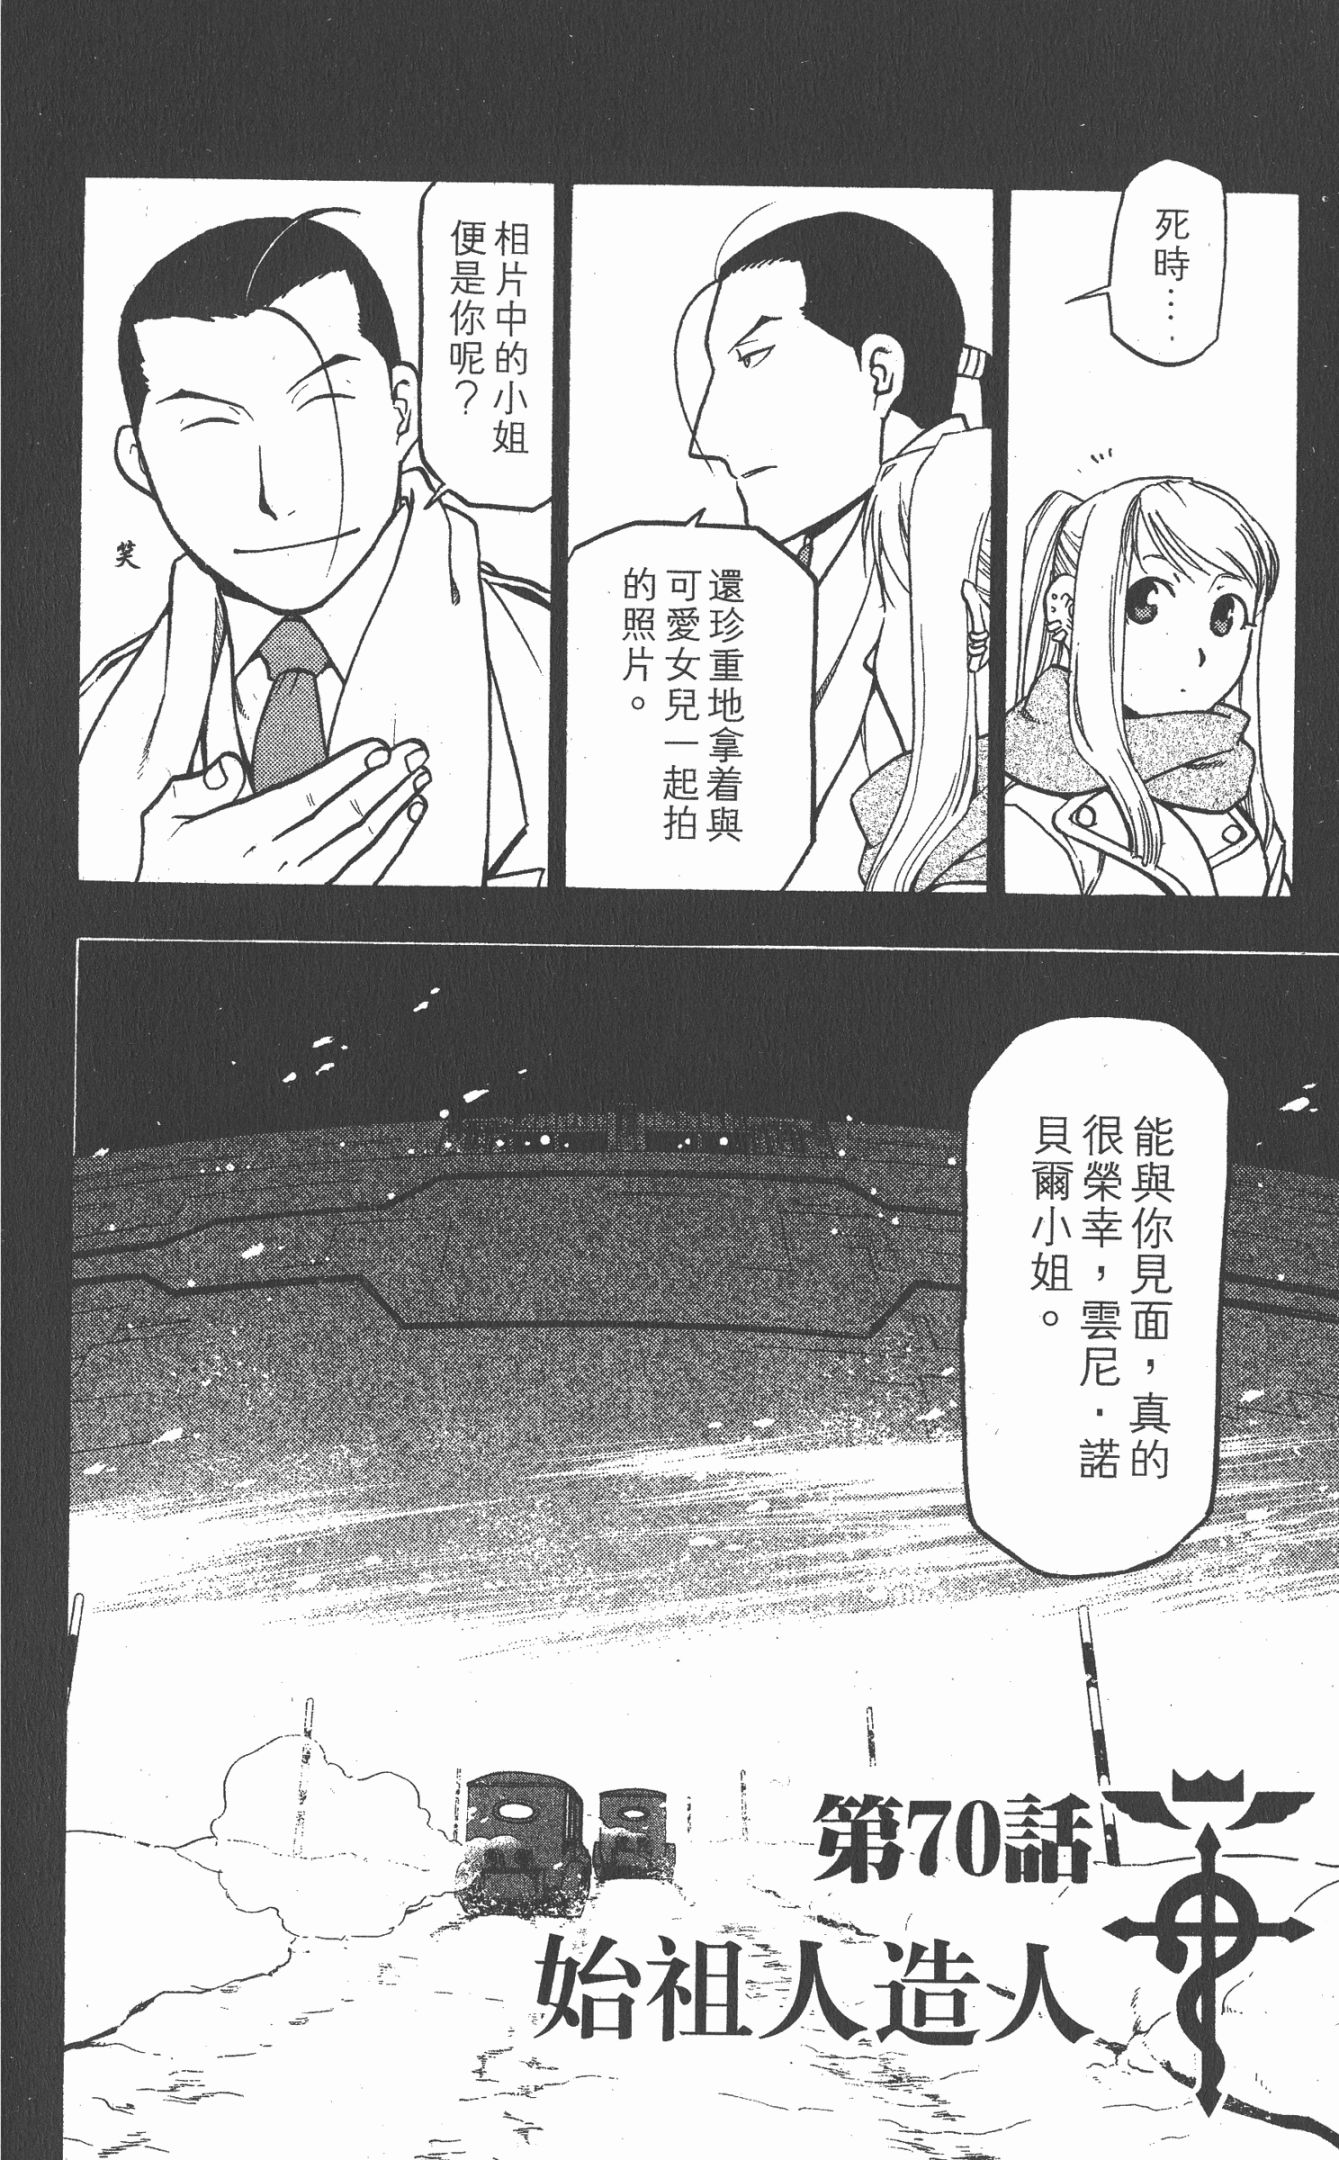 死時⋯⋯
還珍重地拿着與
可愛女兒一起拍
的照片。
相片中的小姐
便是你呢？
笑
能與你見面，真的
很榮幸，雲尼．諾
貝爾小姐。
第70話
始祖人造人